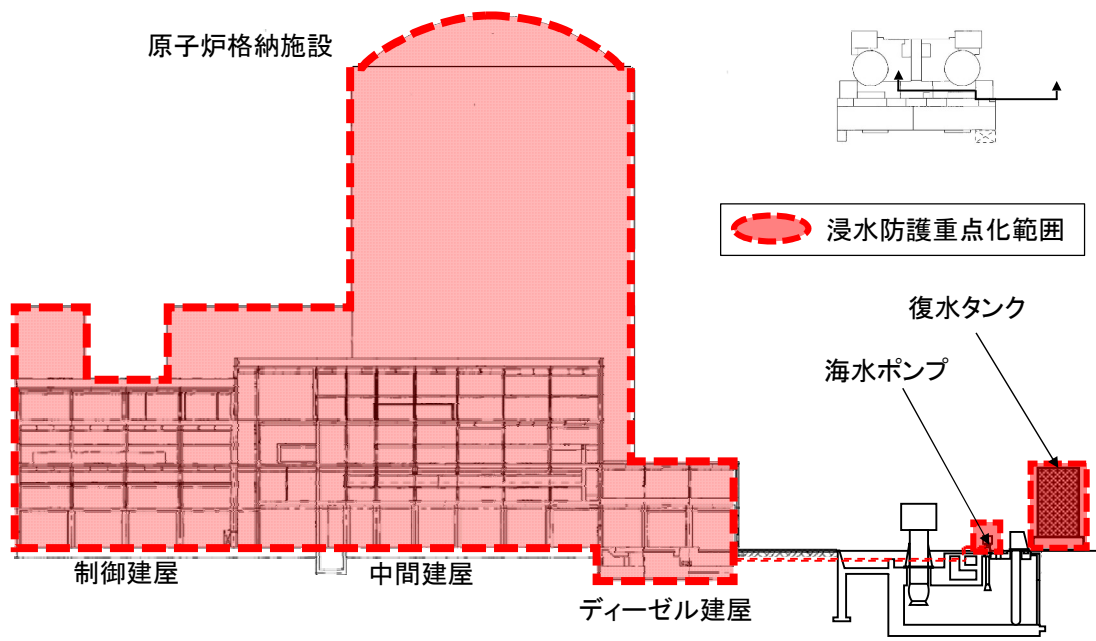 原子炉格納施設
浸水防護重点化範囲
復水タンク
海水ポンプ
制御建屋
中間建屋
ディーゼル建屋